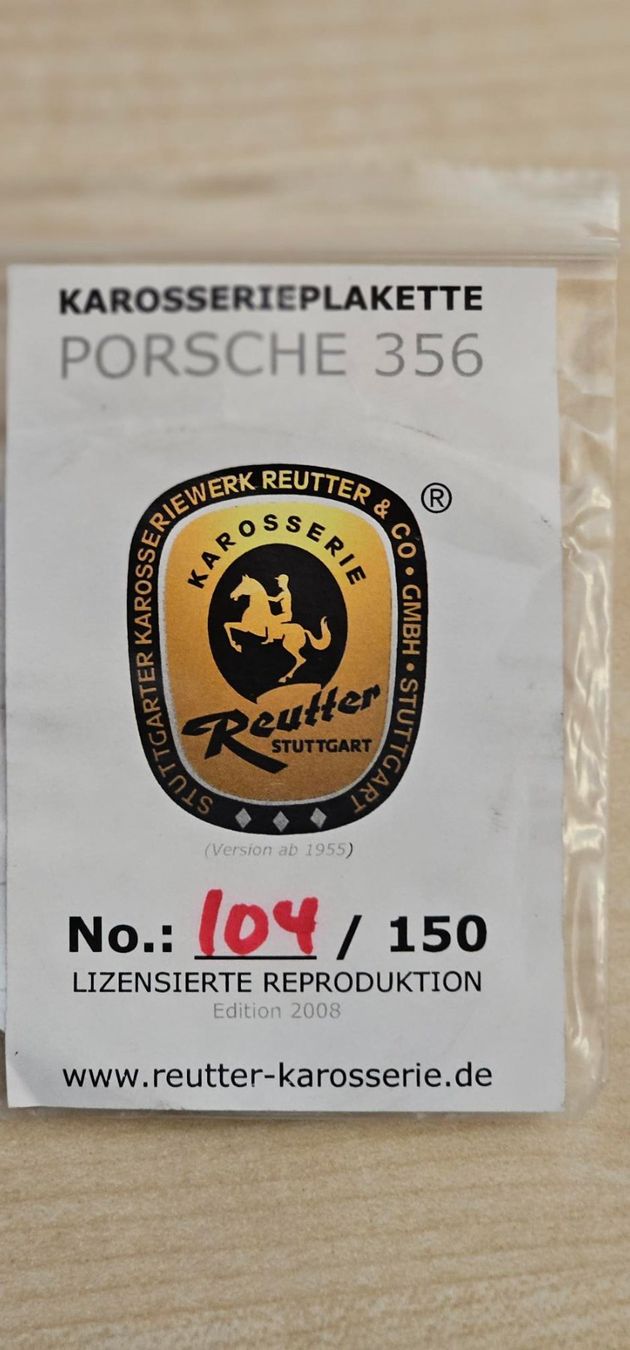 KAROSSERIEPLAKETTE
PORSCHE 356
®
STUTTGARTER KAROSSERIEWERK REUTTER & CO • GMBH • STUTTGART
KAROSSERIE
Reutter
STUTTGART
(Version ab 1955)
No.: 104 / 150
LIZENSIERTE REPRODUKTION
Edition 2008
www.reutter-karosserie.de